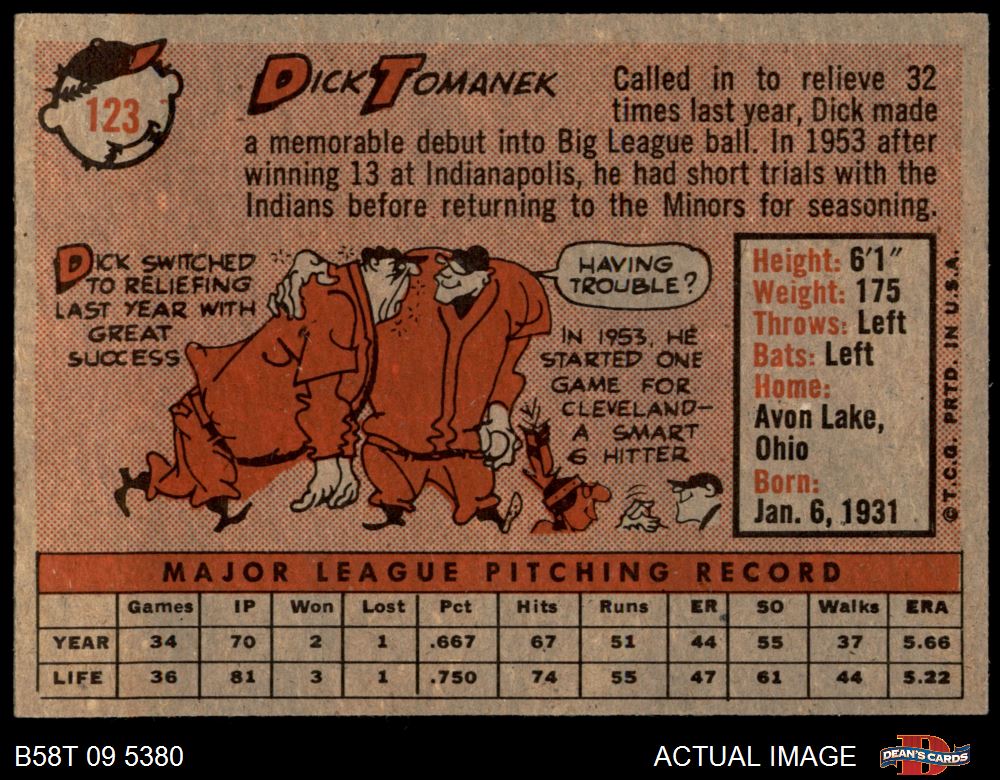 123
DICK TOMANEK
Called in to relieve 32
times last year, Dick made
a memorable debut into Big League ball. In 1953 after
winning 13 at Indianapolis, he had short trials with the
Indians before returning to the Minors for seasoning.
DICK SWITCHED
TO RELIEFING
LAST YEAR WITH
GREAT
SUCCESS
HAVING
TROUBLE?
IN 1953, HE
STARTED ONE
GAME FOR
CLEVELAND—
A SMART
6 HITTER
Height: 6'1"
Weight: 175
Throws: Left
Bats: Left
Home:
Avon Lake,
Ohio
Born:
Jan. 6, 1931
©T.C.G. PRTD. IN U.S.A.
MAJOR LEAGUE PITCHING RECORD
Games IP Won Lost Pct Hits Runs ER SO Walks ERA
YEAR 34 70 2 1 .667 67 51 44 55 37 5.66
LIFE 36 81 3 1 .750 74 55 47 61 44 5.22
B58T 09 5380
ACTUAL IMAGE
DEAN'S CARDS